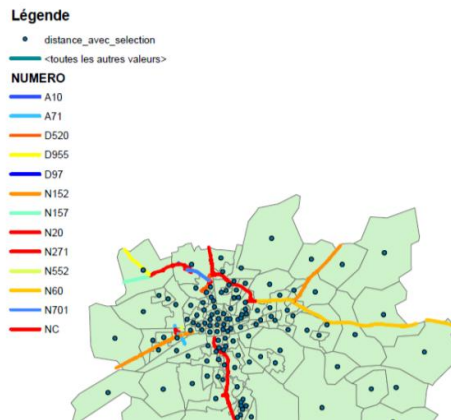 Légende
distance_avec_selection
<toutes les autres valeurs>
NUMERO
A10
A71
D520
D955
D97
N152
N157
N20
N271
N552
N60
N701
NC